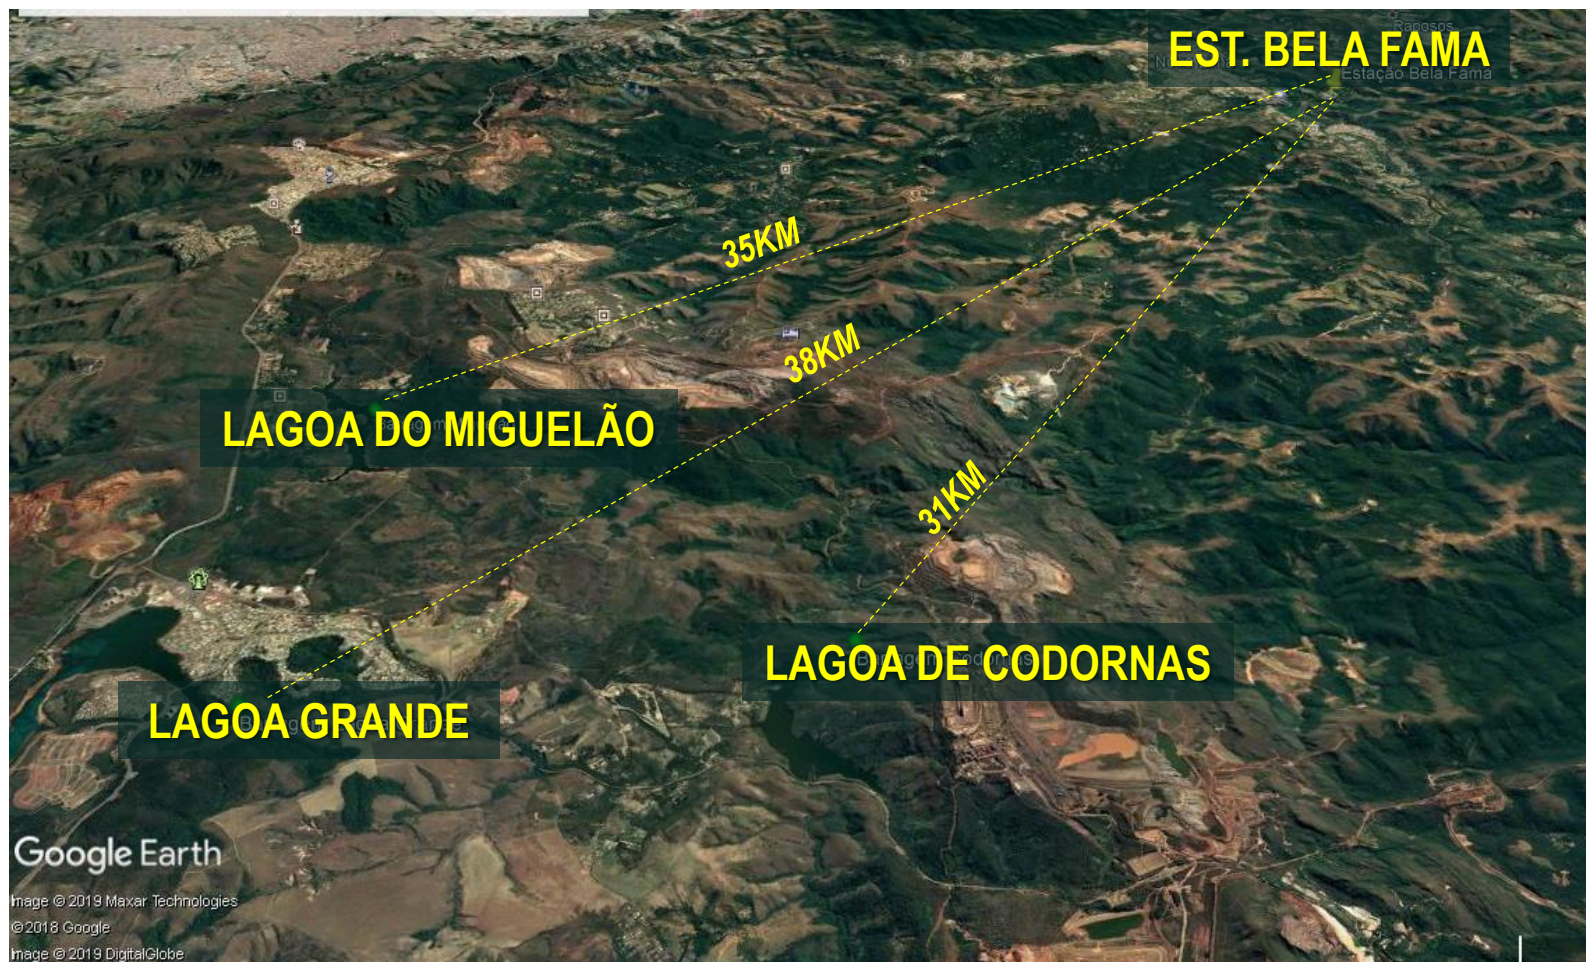 Raposos
EST. BELA FAMA
Estação Bela Fama
35KM
38KM
LAGOA DO MIGUELÃO
31KM
LAGOA DE CODORNAS
LAGOA GRANDE
Google Earth
Image © 2019 Maxar Technologies
© 2018 Google
Image © 2019 DigitalGlobe